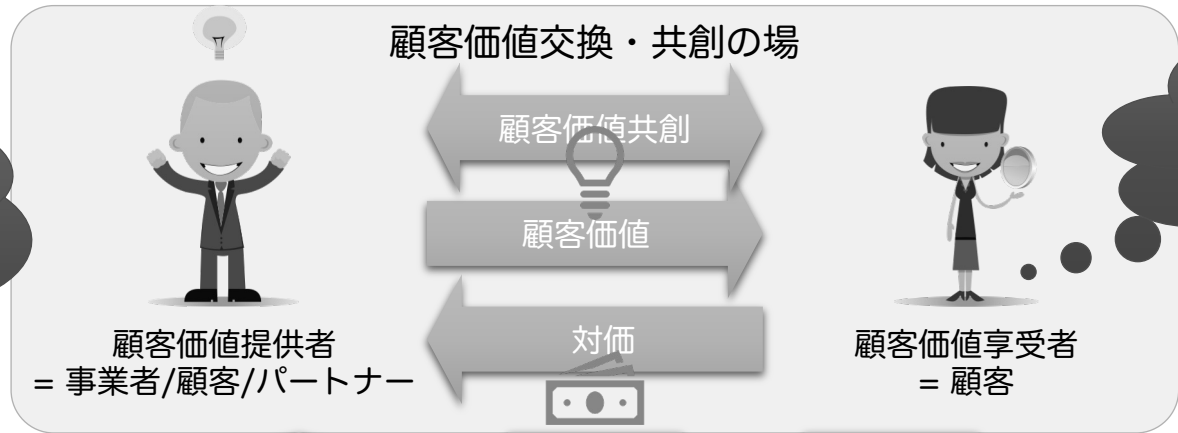 顧客価値交換・共創の場
顧客価値共創
顧客価値
対価
顧客価値提供者
= 事業者/顧客/パートナー
顧客価値享受者
= 顧客